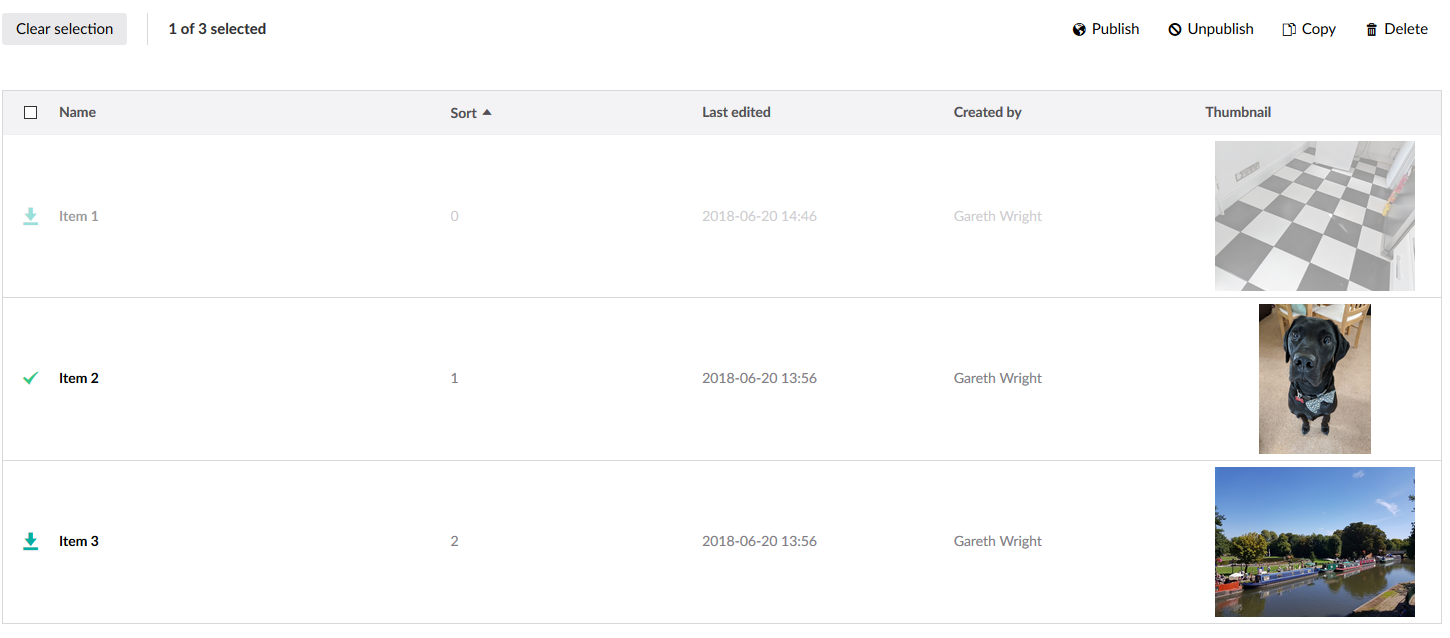 Clear selection 1 of 3 selected Publish Unpublish Copy Delete
Name Sort Last edited Created by Thumbnail
Item 1 0 2018-06-20 14:46 Gareth Wright
Item 2 1 2018-06-20 13:56 Gareth Wright
Item 3 2 2018-06-20 13:56 Gareth Wright